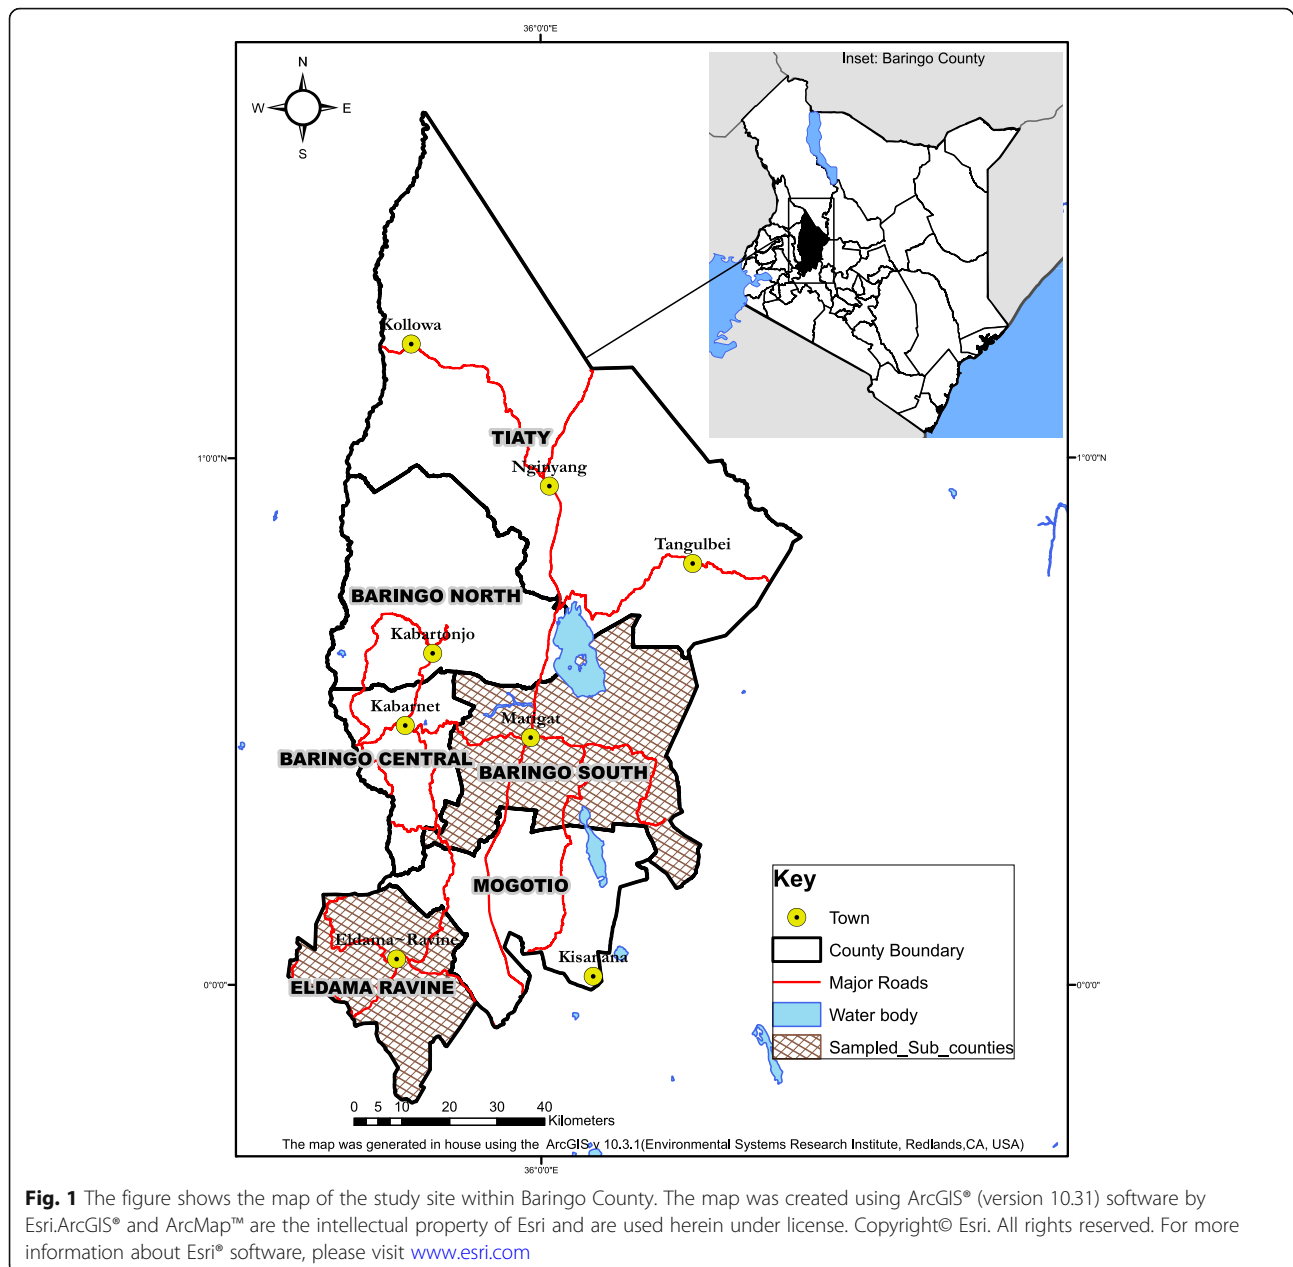 36°0'0"E
Inset: Baringo County
N
W
E
S
Kollowa
TIATY
1°0'0"N
1°0'0"N
Nginyang
Tangulbei
BARINGO NORTH
Kabartonjo
Kabarnet
Marigat
BARINGO CENTRAL
BARINGO SOUTH
MOGOTIO
Key
Town
Eldama~Ravine
County Boundary
Kisanana
Major Roads
0°0'0"
0°0'0"
ELDAMA RAVINE
Water body
Sampled_Sub_counties
0 5 10 20 30 40
Kilometers
The map was generated in house using the ArcGIS v 10.3.1(Environmental Systems Research Institute, Redlands,CA, USA)
36°0'0"E
Fig. 1 The figure shows the map of the study site within Baringo County. The map was created using ArcGIS® (version 10.31) software by
Esri.ArcGIS® and ArcMap™ are the intellectual property of Esri and are used herein under license. Copyright© Esri. All rights reserved. For more
information about Esri® software, please visit www.esri.com